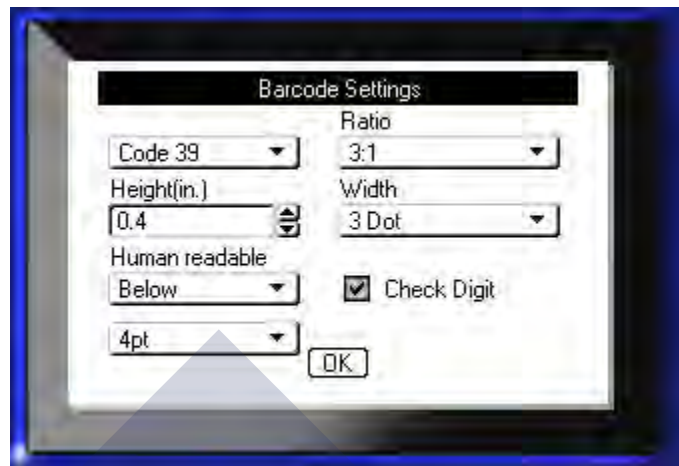 Barcode Settings
Ratio
Code 39 3:1
Height(in.) Width
0.4 3 Dot
Human readable
Below Check Digit
4pt
OK